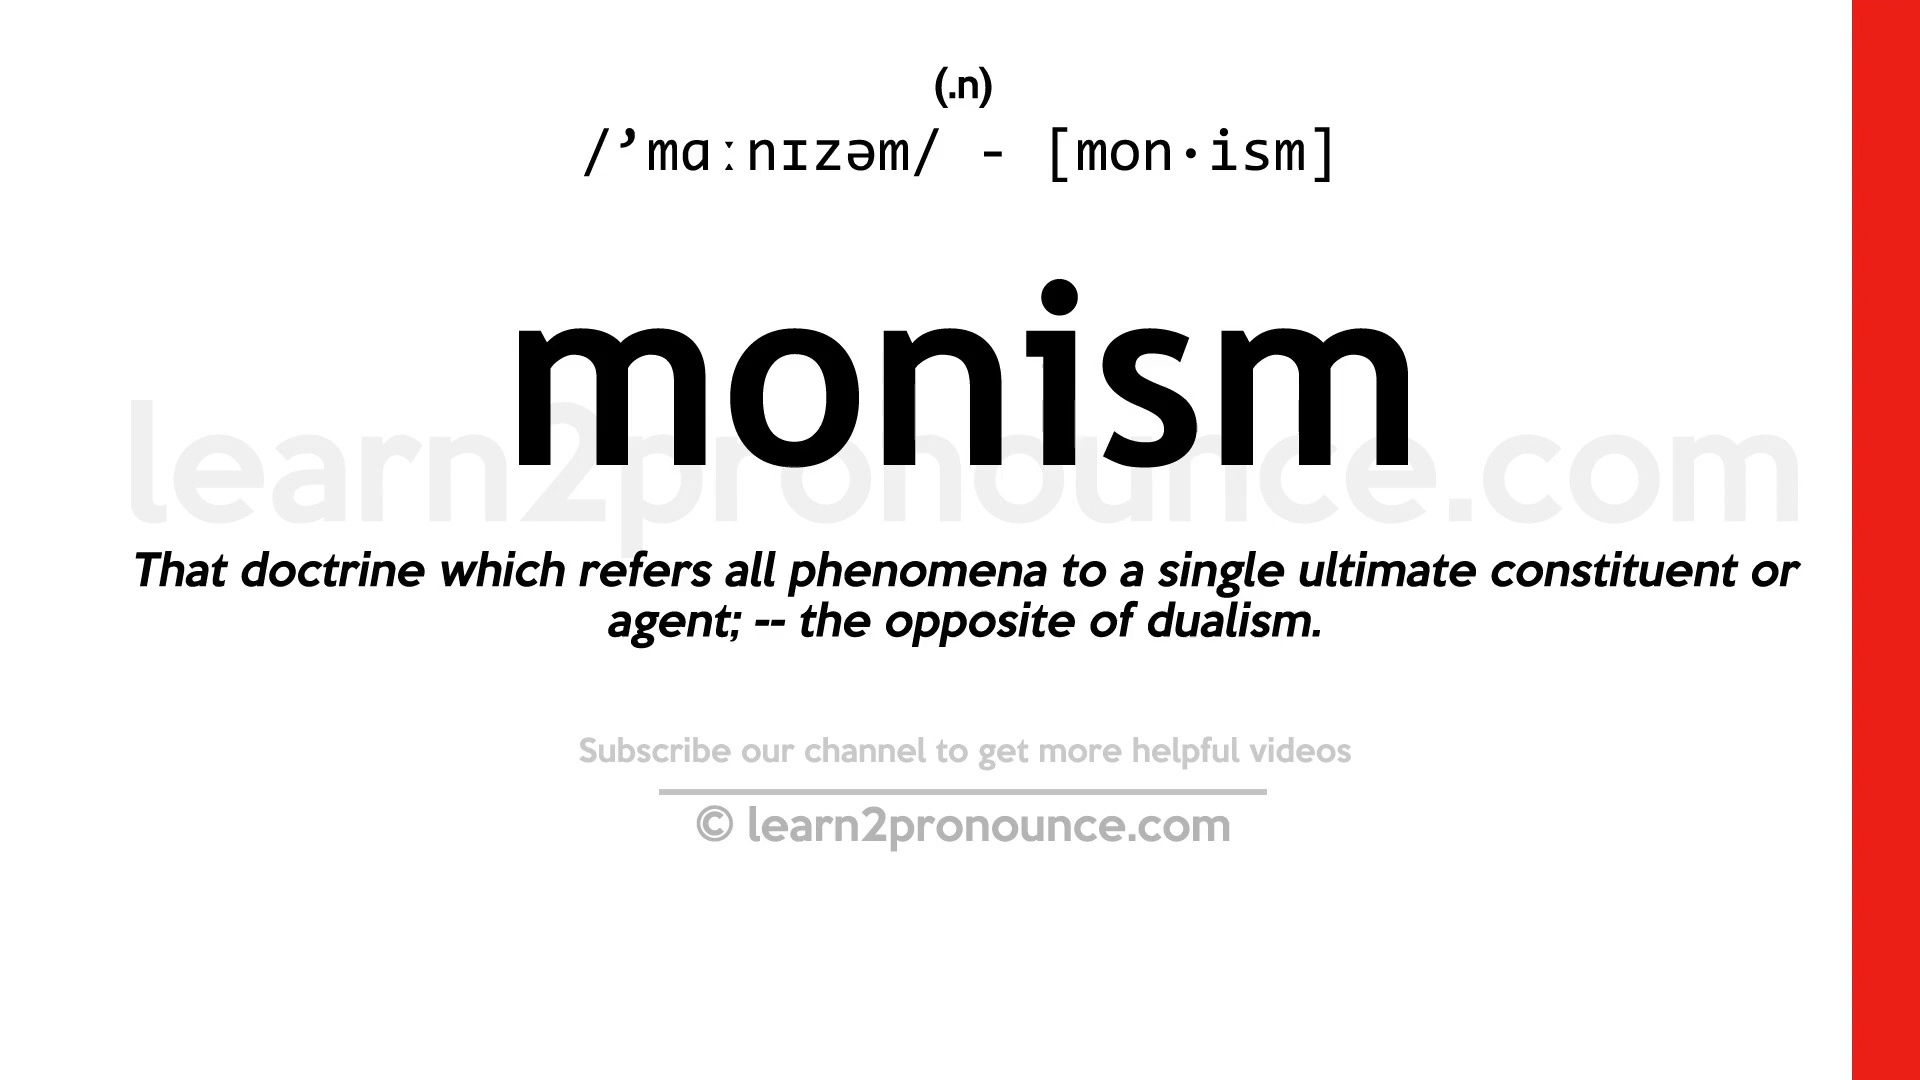 (.n)
/’mɑːnɪzəm/ - [mon·ism]
monism
learn2pronounce.com
That doctrine which refers all phenomena to a single ultimate constituent or
agent; -- the opposite of dualism.
Subscribe our channel to get more helpful videos
© learn2pronounce.com